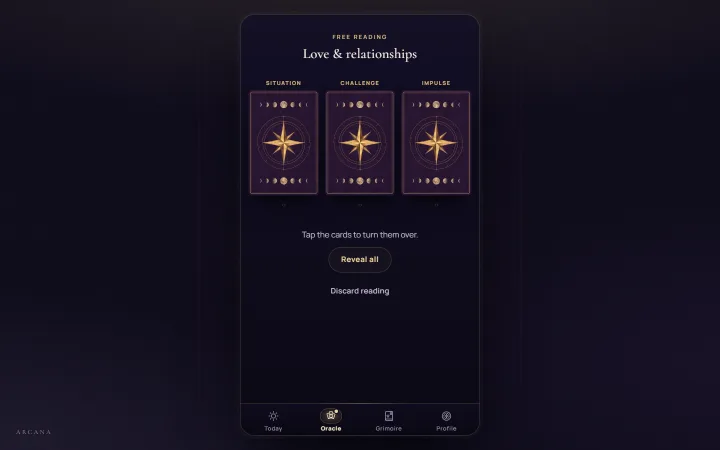 FREE READING
Love & relationships
SITUATION CHALLENGE IMPULSE
Tap the cards to turn them over.
Reveal all
Discard reading
Today Oracle Grimoire Profile
ARCANA